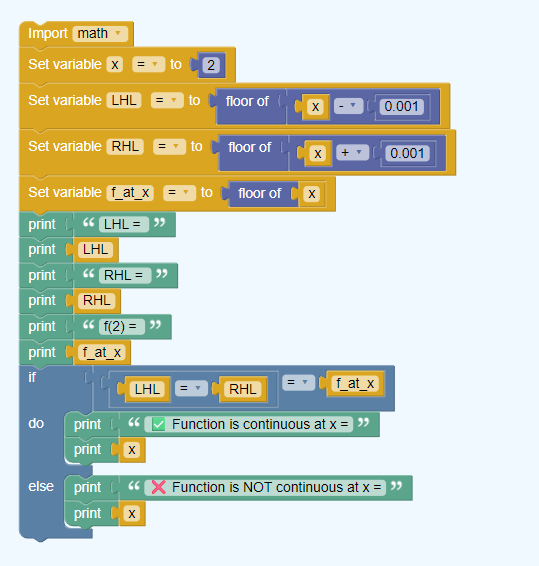 Import math
Set variable x = to 2
Set variable LHL = to floor of x - 0.001
Set variable RHL = to floor of x + 0.001
Set variable f_at_x = to floor of x
print “ LHL = ”
print LHL
print “ RHL = ”
print RHL
print “ f(2) = ”
print f_at_x
if LHL = RHL = f_at_x
do print “ ✅ Function is continuous at x = ”
print x
else print “ ❌ Function is NOT continuous at x = ”
print x